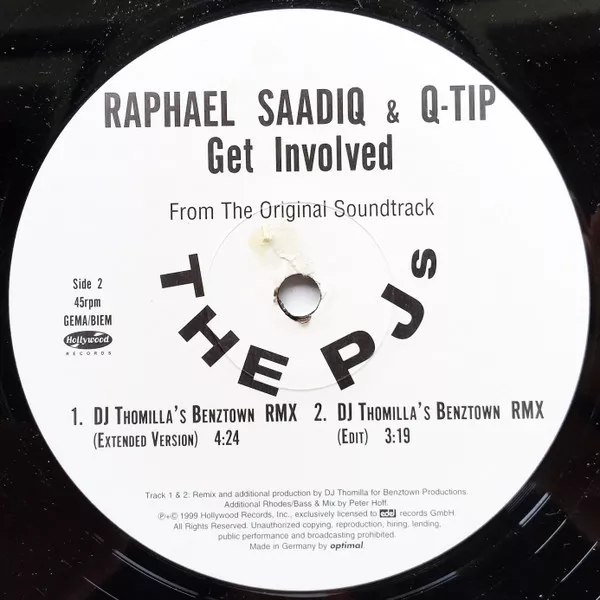 RAPHAEL SAADIQ & Q-TIP
Get Involved
From The Original Soundtrack
THE PJs
Side 2
45rpm
GEMA/BIEM
Hollywood
RECORDS
1. DJ THOMILLA'S BENZTOWN RMX
(EXTENDED VERSION) 4:24
2. DJ THOMILLA'S BENZTOWN RMX
(EDIT) 3:19
Track 1 & 2: Remix and additional production by DJ Thomilla for Benztown Productions.
Additional Rhodes/Bass & Mix by Peter Hoff.
℗+© 1999 Hollywood Records, Inc., exclusively licensed to edel records GmbH.
All Rights Reserved. Unauthorized copying, reproduction, hiring, lending,
public performance and broadcasting prohibited.
Made in Germany by optimal